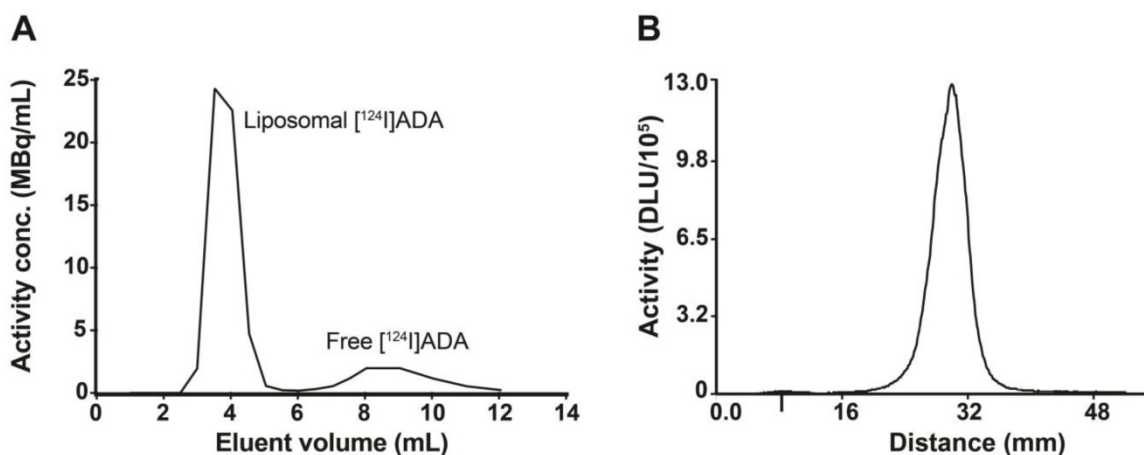 A
Activity conc. (MBq/mL)
25
20
15
10
5
0
Liposomal [¹²⁴I]ADA
Free [¹²⁴I]ADA
0 2 4 6 8 10 12 14
Eluent volume (mL)
B
Activity (DLU/10⁵)
13.0
9.8
6.5
3.2
0
0.0 16 32 48
Distance (mm)